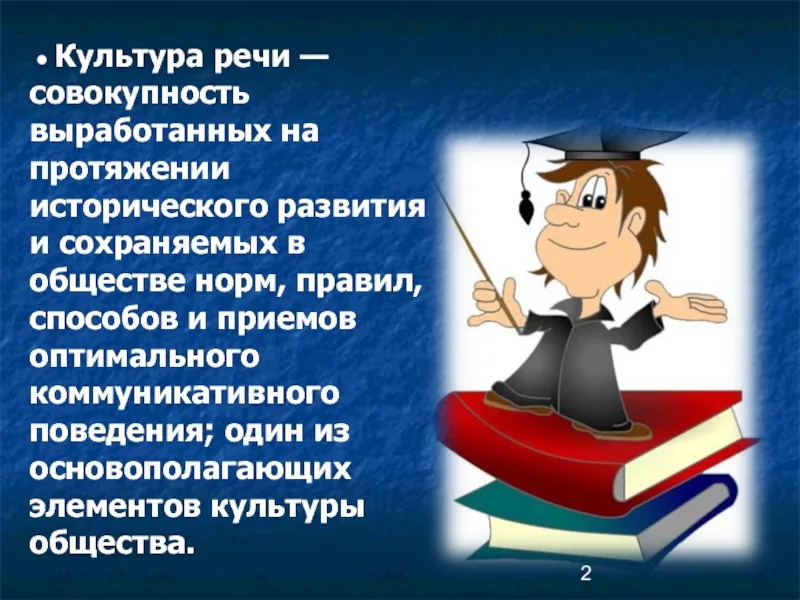 • Культура речи —
совокупность
выработанных на
протяжении
исторического развития
и сохраняемых в
обществе норм, правил,
способов и приемов
оптимального
коммуникативного
поведения; один из
основополагающих
элементов культуры
общества.
2